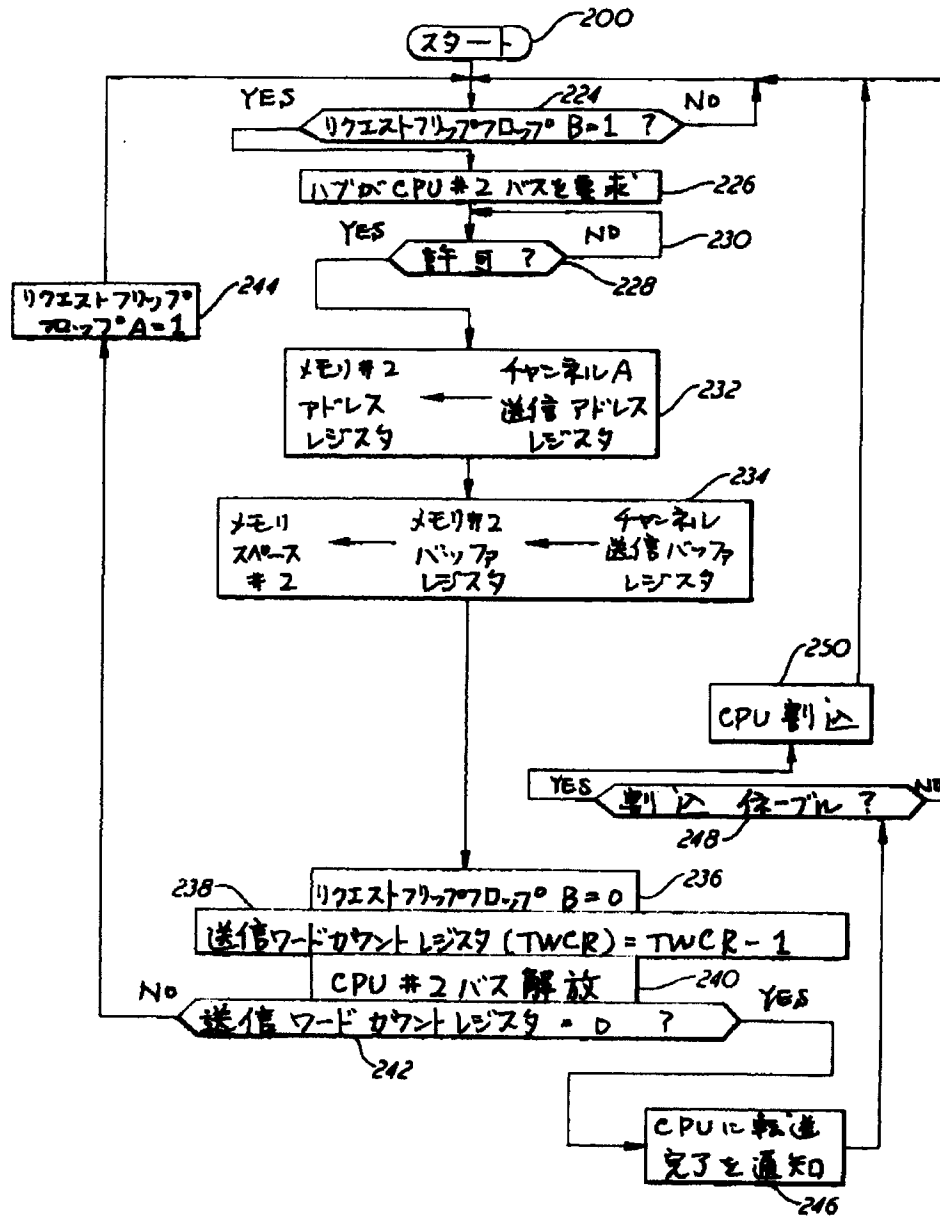 200
スタート
YES
224
NO
リクエストフリップフロップ B=1 ?
ハブが CPU #2 バスを要求
226
YES
NO
230
許可 ?
228
244
リクエストフリップ
フロップ A=1
メモリ #2
アドレス
レジスタ
チャンネル A
送信 アドレス
レジスタ
232
234
メモリ
スペース
#2
メモリ #2
バッファ
レジスタ
チャンネル
送信 バッファ
レジスタ
250
CPU 割込
YES
NO
割込 イネーブル ?
248
236
238
リクエストフリップフロップ B=0
送信ワードカウントレジスタ (TWCR) = TWCR - 1
CPU #2 バス 解放
240
NO
YES
送信 ワード カウントレジスタ = 0 ?
242
CPUに転送
完了を通知
246